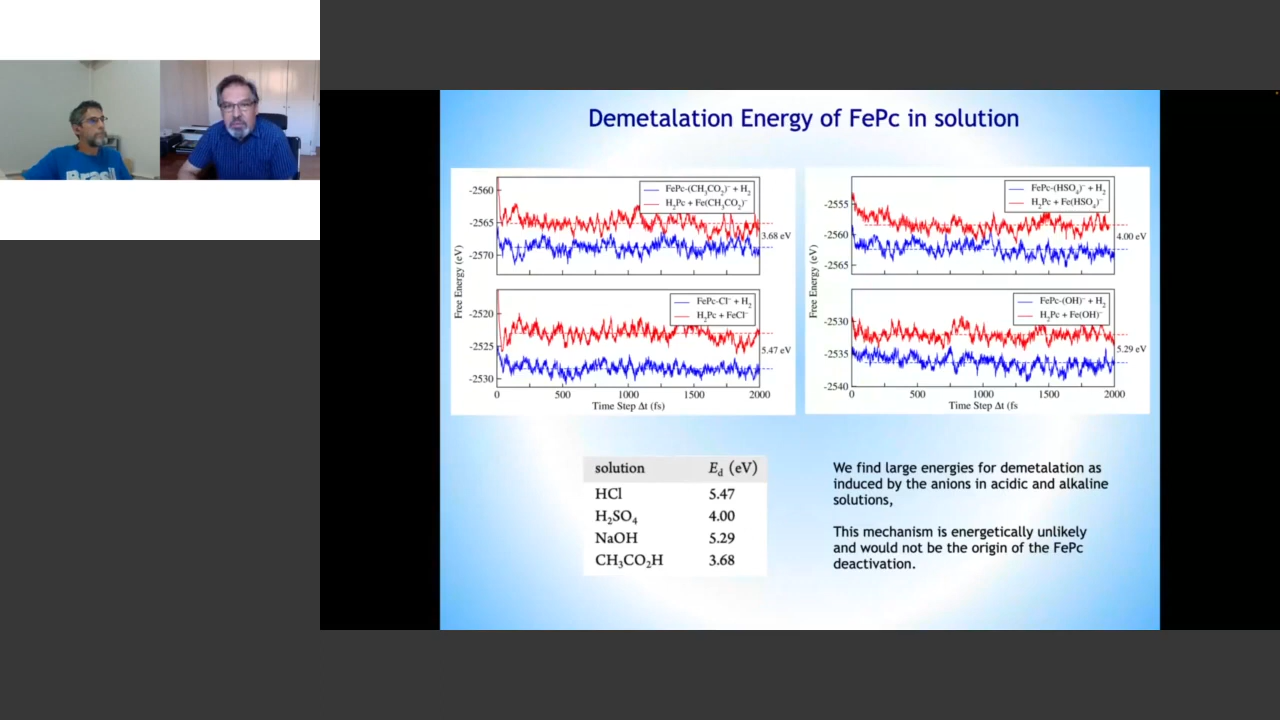 Demetalation Energy of FePc in solution
Brasil
FePc-(CH₃CO₂)⁻ + H₂
H₂Pc + Fe(CH₃CO₂)⁻
-2560
-2565
-2570
3.68 eV
FePc-Cl⁻ + H₂
H₂Pc + FeCl⁻
-2520
-2525
-2530
5.47 eV
Free Energy (eV)
0 500 1000 1500 2000
Time Step Δt (fs)
FePc-(HSO₄)⁻ + H₂
H₂Pc + Fe(HSO₄)⁻
-2555
-2560
-2565
4.00 eV
FePc-(OH)⁻ + H₂
H₂Pc + Fe(OH)⁻
-2530
-2535
-2540
5.29 eV
Free Energy (eV)
0 500 1000 1500 2000
Time Step Δt (fs
solution E_d (eV)
HCl 5.47
H₂SO₄ 4.00
NaOH 5.29
CH₃CO₂H 3.68
We find large energies for demetalation as
induced by the anions in acidic and alkaline
solutions,
This mechanism is energetically unlikely
and would not be the origin of the FePc
deactivation.